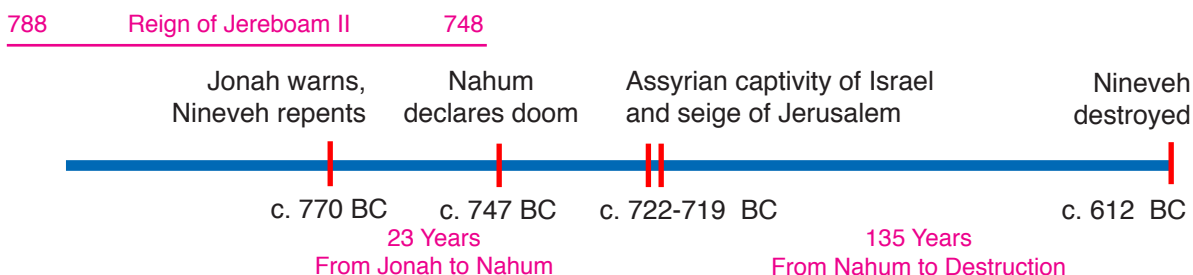 788 Reign of Jereboam II 748
Jonah warns, Nahum Assyrian captivity of Israel Nineveh
Nineveh repents declares doom and seige of Jerusalem destroyed
c. 770 BC c. 747 BC c. 722-719 BC c. 612 BC
23 Years 135 Years
From Jonah to Nahum From Nahum to Destruction